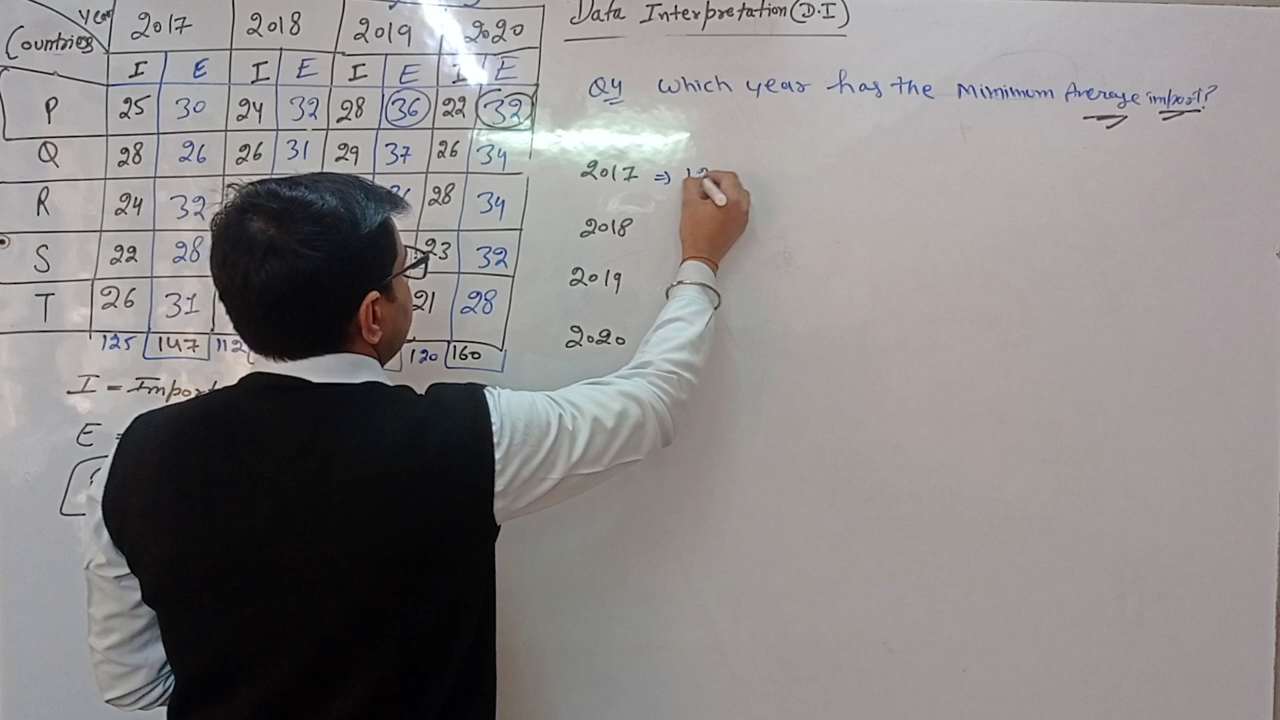 Data Interpretation (D.I)
Year 2017 2018 2019 2020
Countries
I E I E I E I E
P 25 30 24 32 28 36 22 32
Q 28 26 26 31 29 37 26 34
R 24 32 28 34
S 22 28 23 32
T 26 31 21 28
125 147 112 120 160
I = Impor
E =
Q4 Which year has the Minimum Average import?
2017 ⇒
2018
2019
2020